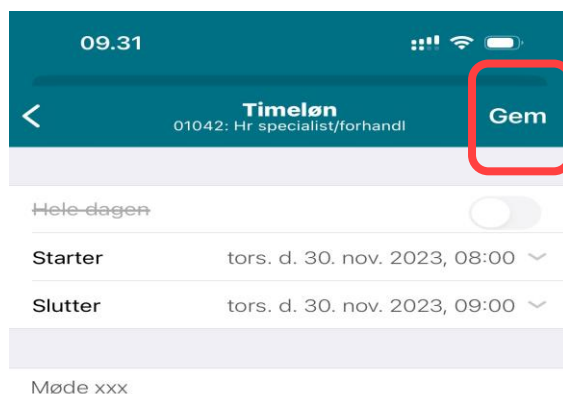 09.31
Timeløn
01042: Hr specialist/forhandl
Gem
Hele dagen
Starter tors. d. 30. nov. 2023, 08:00
Slutter tors. d. 30. nov. 2023, 09:00
Møde xxx